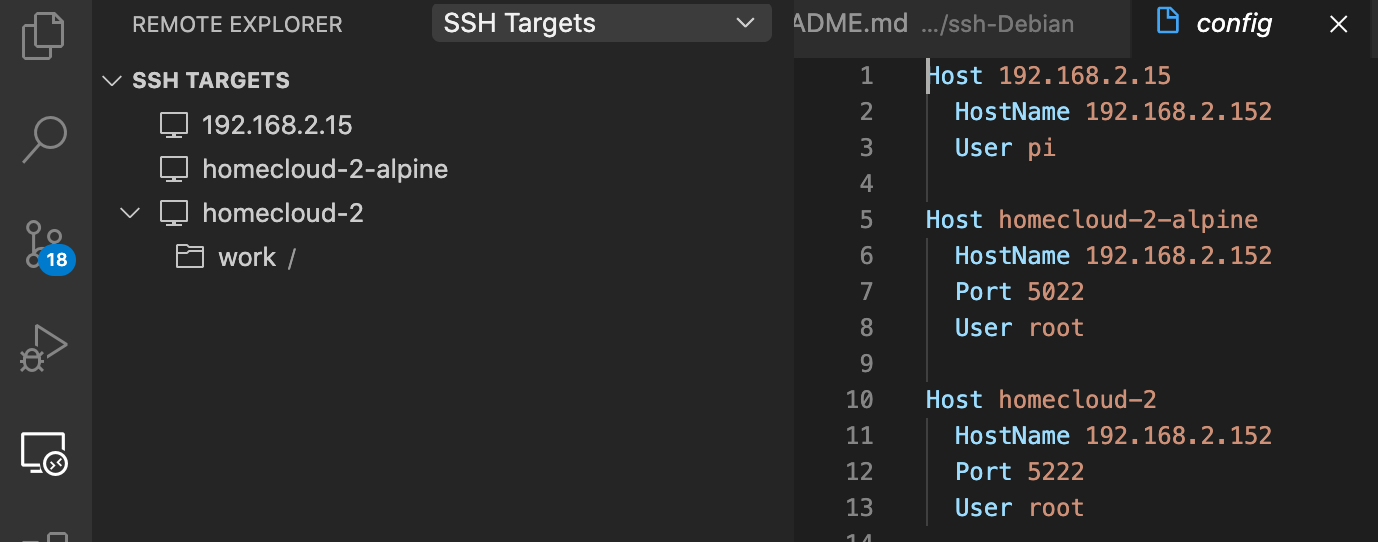 REMOTE EXPLORER
SSH Targets
SSH TARGETS
192.168.2.15
homecloud-2-alpine
homecloud-2
work /
18
ADME.md .../ssh-Debian
config
1 Host 192.168.2.15
2 HostName 192.168.2.152
3 User pi
4
5 Host homecloud-2-alpine
6 HostName 192.168.2.152
7 Port 5022
8 User root
9
10 Host homecloud-2
11 HostName 192.168.2.152
12 Port 5222
13 User root
14